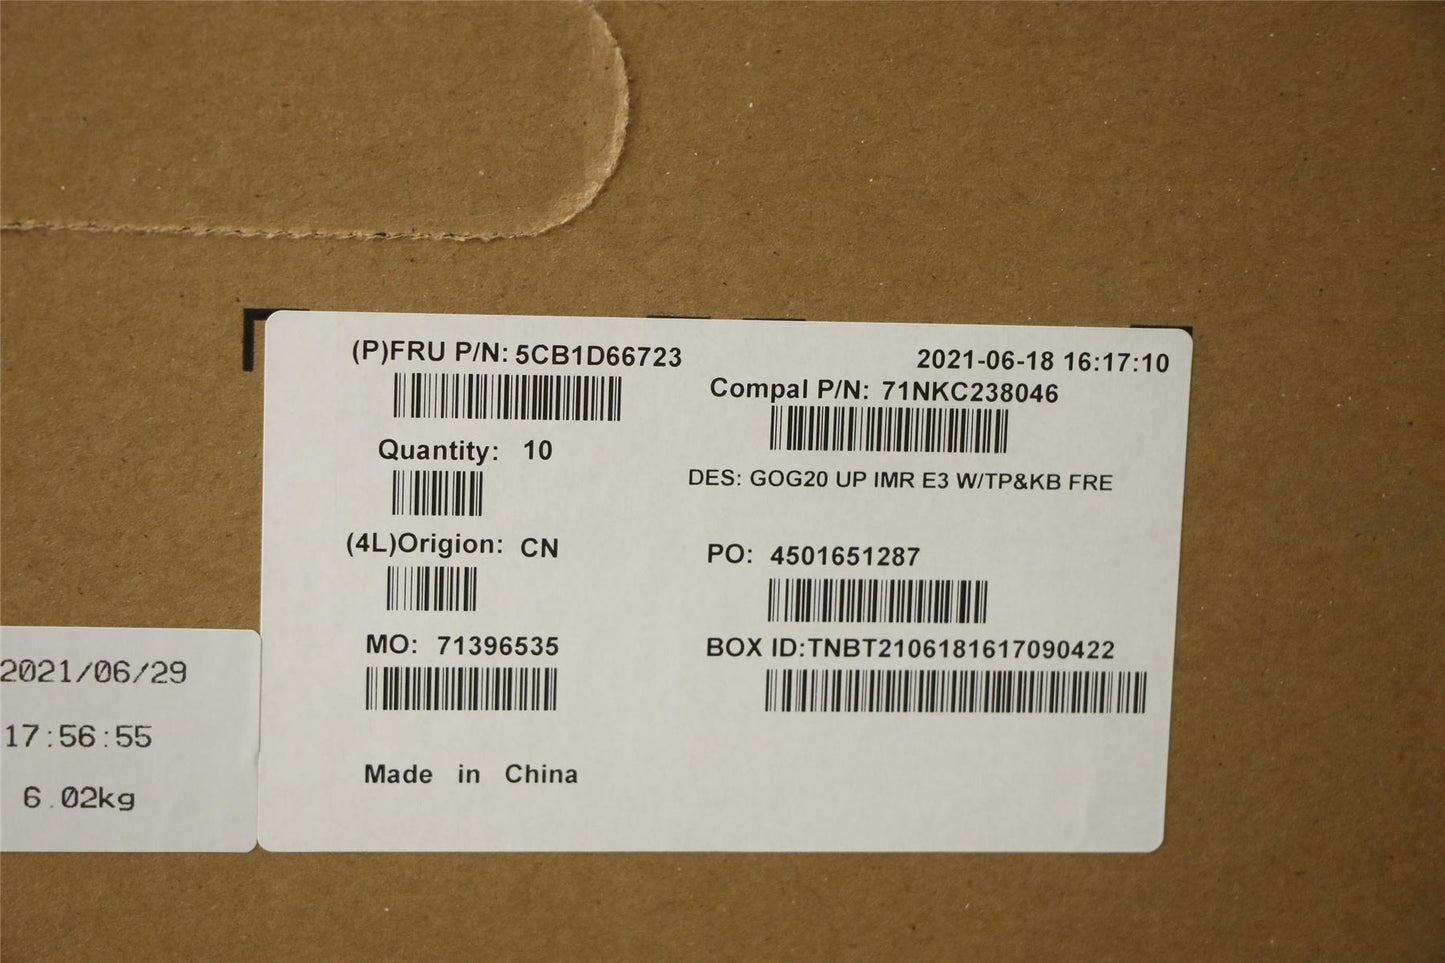 (P)FRU P/N: 5CB1D66723
2021-06-18 16:17:10
Compal P/N: 71NKC238046
Quantity: 10
DES: GOG20 UP IMR E3 W/TP&KB FRE
(4L)Origion: CN
PO: 4501651287
MO: 71396535
BOX ID:TNBT2106181617090422
Made in China
2021/06/29
17:56:55
6.02kg